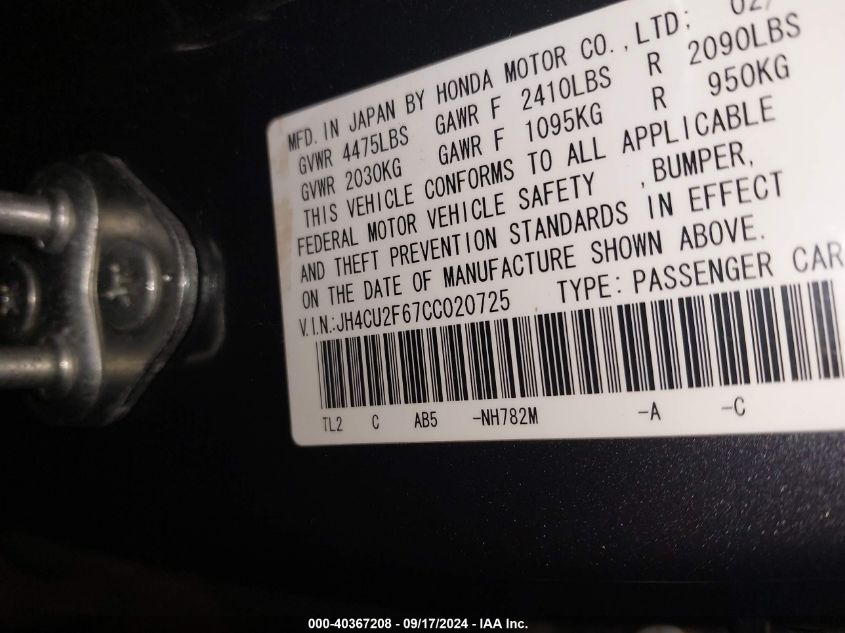 MFD. IN JAPAN BY HONDA MOTOR CO.,LTD: 02/
GVWR 4475LBS GAWR F 2410LBS R 2090LBS
GVWR 2030KG GAWR F 1095KG R 950KG
THIS VEHICLE CONFORMS TO ALL APPLICABLE
FEDERAL MOTOR VEHICLE SAFETY ,BUMPER,
AND THEFT PREVENTION STANDARDS IN EFFECT
ON THE DATE OF MANUFACTURE SHOWN ABOVE.
V.I.N.:JH4CU2F67CC020725 TYPE:PASSENGER CAR
TL2 C AB5 -NH782M -A -C
000-40367208 - 09/17/2024 - IAA Inc.